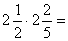 2 1/2 · 2 2/5 =